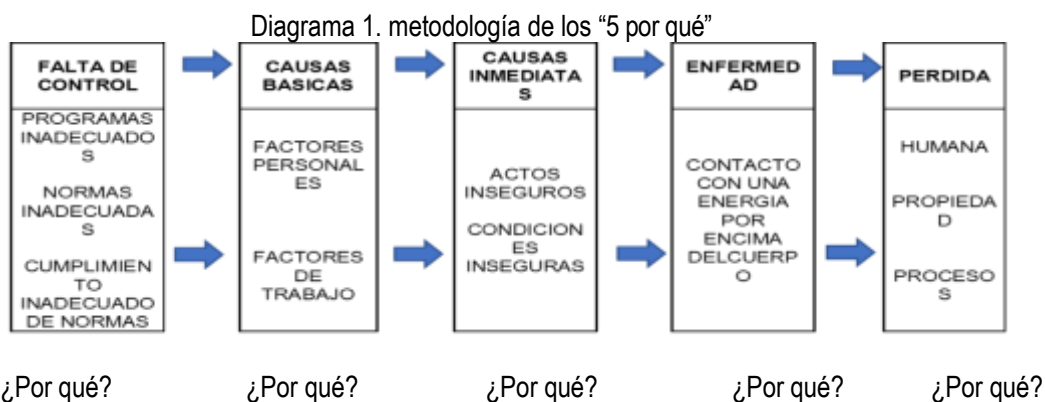 Diagrama 1. metodología de los “5 por qué”
FALTA DE
CONTROL
PROGRAMAS
INADECUADO
S
NORMAS
INADECUADA
S
CUMPLIMIEN
TO
INADECUADO
DE NORMAS
CAUSAS
BASICAS
FACTORES
PERSONAL
ES
FACTORES
DE
TRABAJO
CAUSAS
INMEDIATA
S
ACTOS
INSEGUROS
CONDICION
ES
INSEGURAS
ENFERMED
AD
CONTACTO
CON UNA
ENERGIA
POR
ENCIMA
DELCUERP
O
PERDIDA
HUMANA
PROPIEDA
D
PROCESO
S
¿Por qué? ¿Por qué? ¿Por qué? ¿Por qué? ¿Por qué?